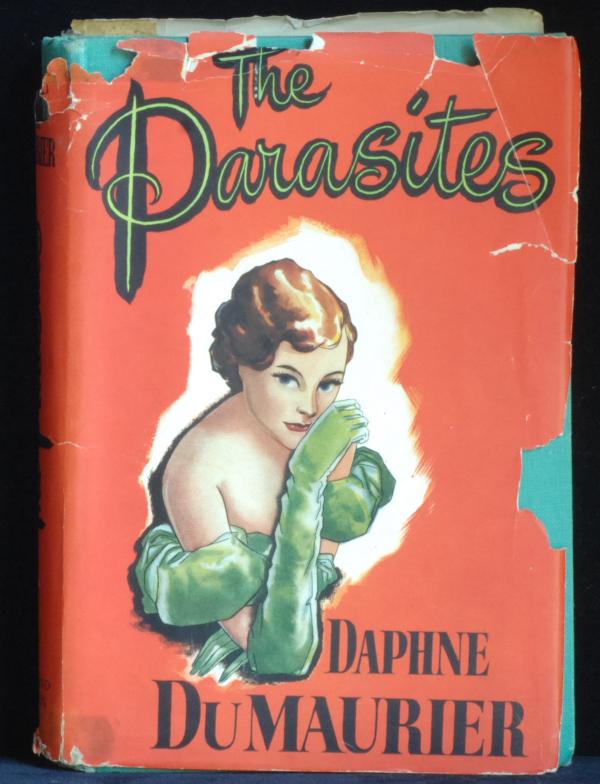 The
Parasites
DAPHNE
DUMAURIER